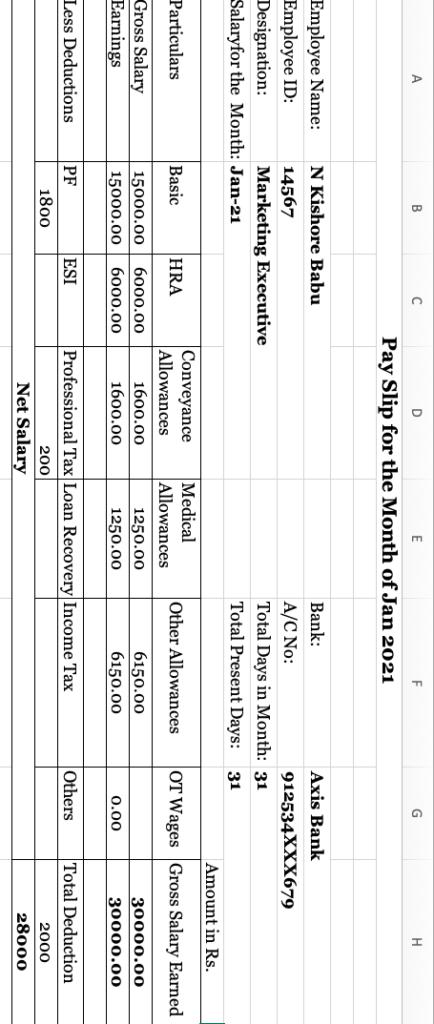 A B C D E F G H
Pay Slip for the Month of Jan 2021
Employee Name: N Kishore Babu Bank: Axis Bank
Employee ID: 14567 A/C No: 912534XXX679
Designation: Marketing Executive Total Days in Month: 31
Salaryfor the Month: Jan-21 Total Present Days: 31
Amount in Rs.
Particulars Basic HRA Conveyance Allowances Medical Allowances Other Allowances OT Wages Gross Salary Earned
Gross Salary 15000.00 6000.00 1600.00 1250.00 6150.00 30000.00
Earnings 15000.00 6000.00 1600.00 1250.00 6150.00 0.00 30000.00
Less Deductions PF ESI Professional Tax Loan Recovery Income Tax Others Total Deduction
1800 200 2000
Net Salary 28000